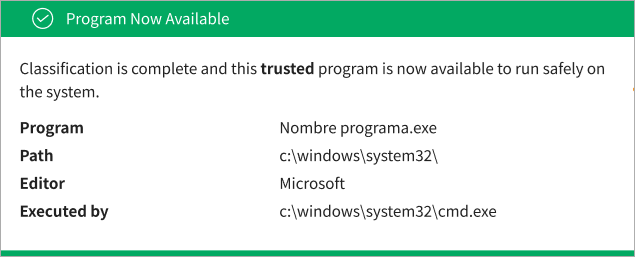 Program Now Available
Classification is complete and this trusted program is now available to run safely on
the system.
Program Nombre programa.exe
Path c:\windows\system32\
Editor Microsoft
Executed by c:\windows\system32\cmd.exe